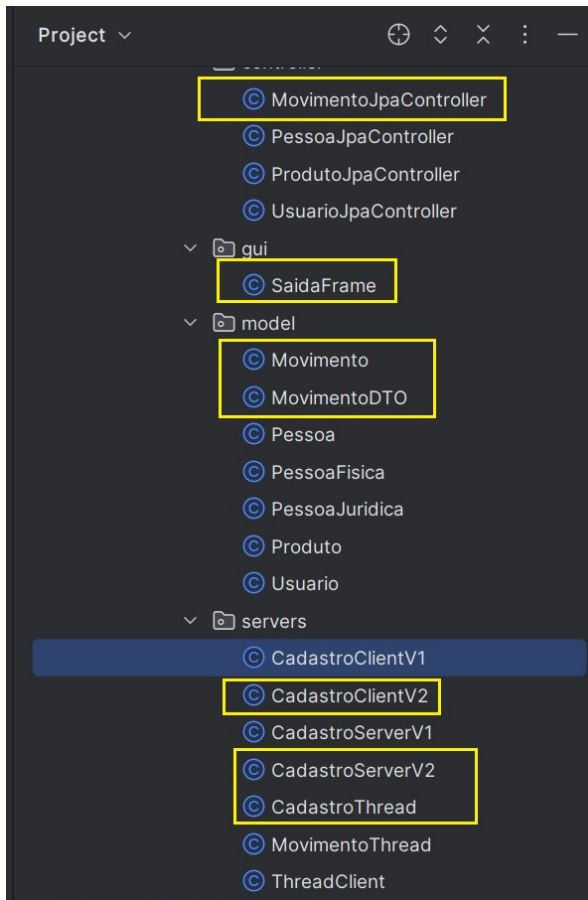 Project
MovimentoJpaController
PessoaJpaController
ProdutoJpaController
UsuarioJpaController
gui
SaidaFrame
model
Movimento
MovimentoDTO
Pessoa
PessoaFisica
PessoaJuridica
Produto
Usuario
servers
CadastroClientV1
CadastroClientV2
CadastroServerV1
CadastroServerV2
CadastroThread
MovimentoThread
ThreadClient